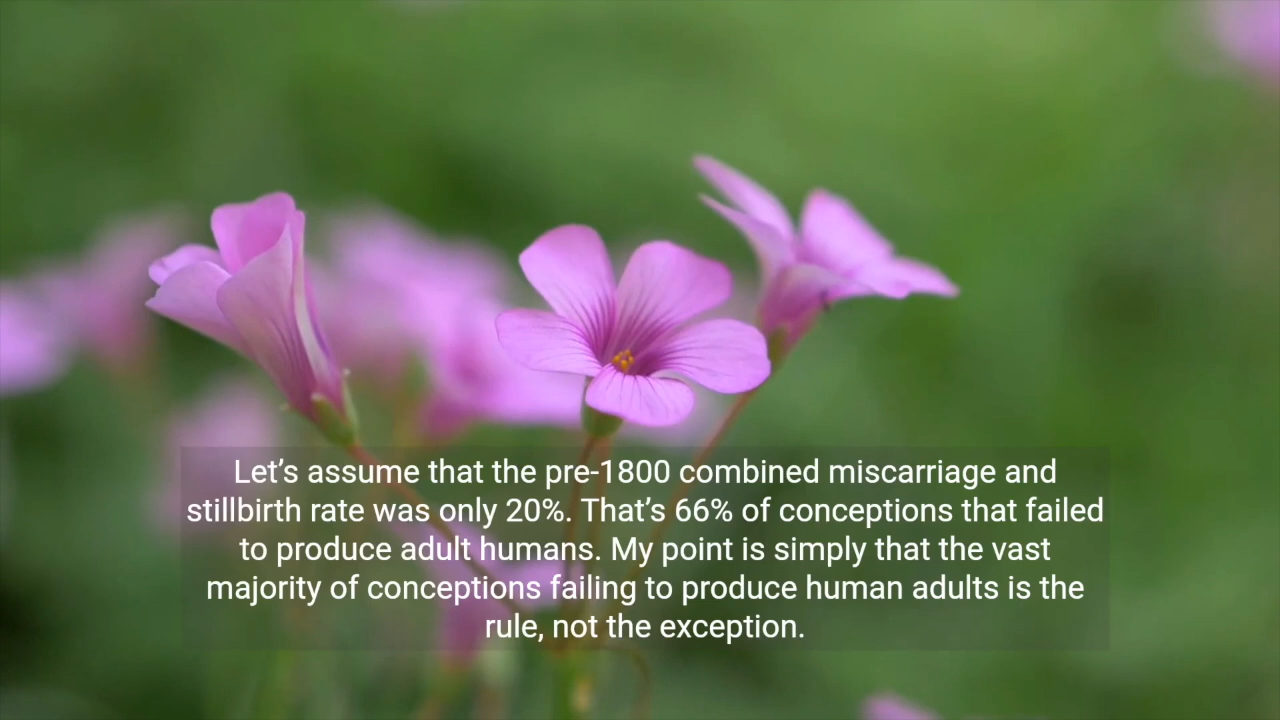 Let’s assume that the pre-1800 combined miscarriage and
stillbirth rate was only 20%. That’s 66% of conceptions that failed
to produce adult humans. My point is simply that the vast
majority of conceptions failing to produce human adults is the
rule, not the exception.